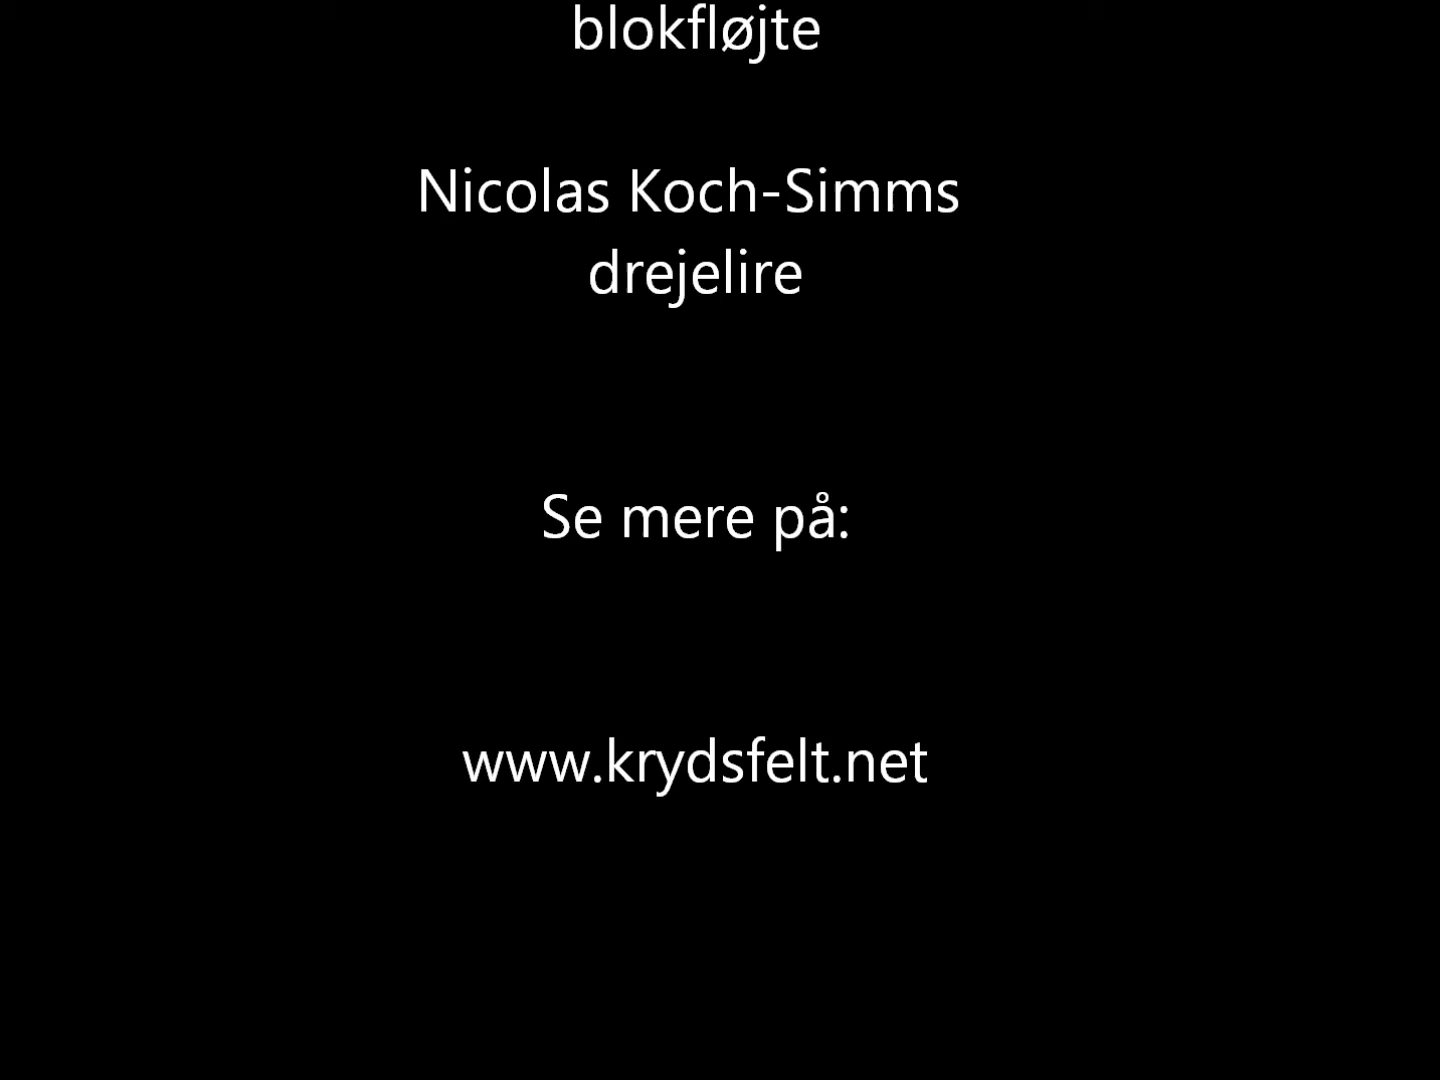 blokfløjte
Nicolas Koch-Simms
drejelire
Se mere på:
www.krydsfelt.net